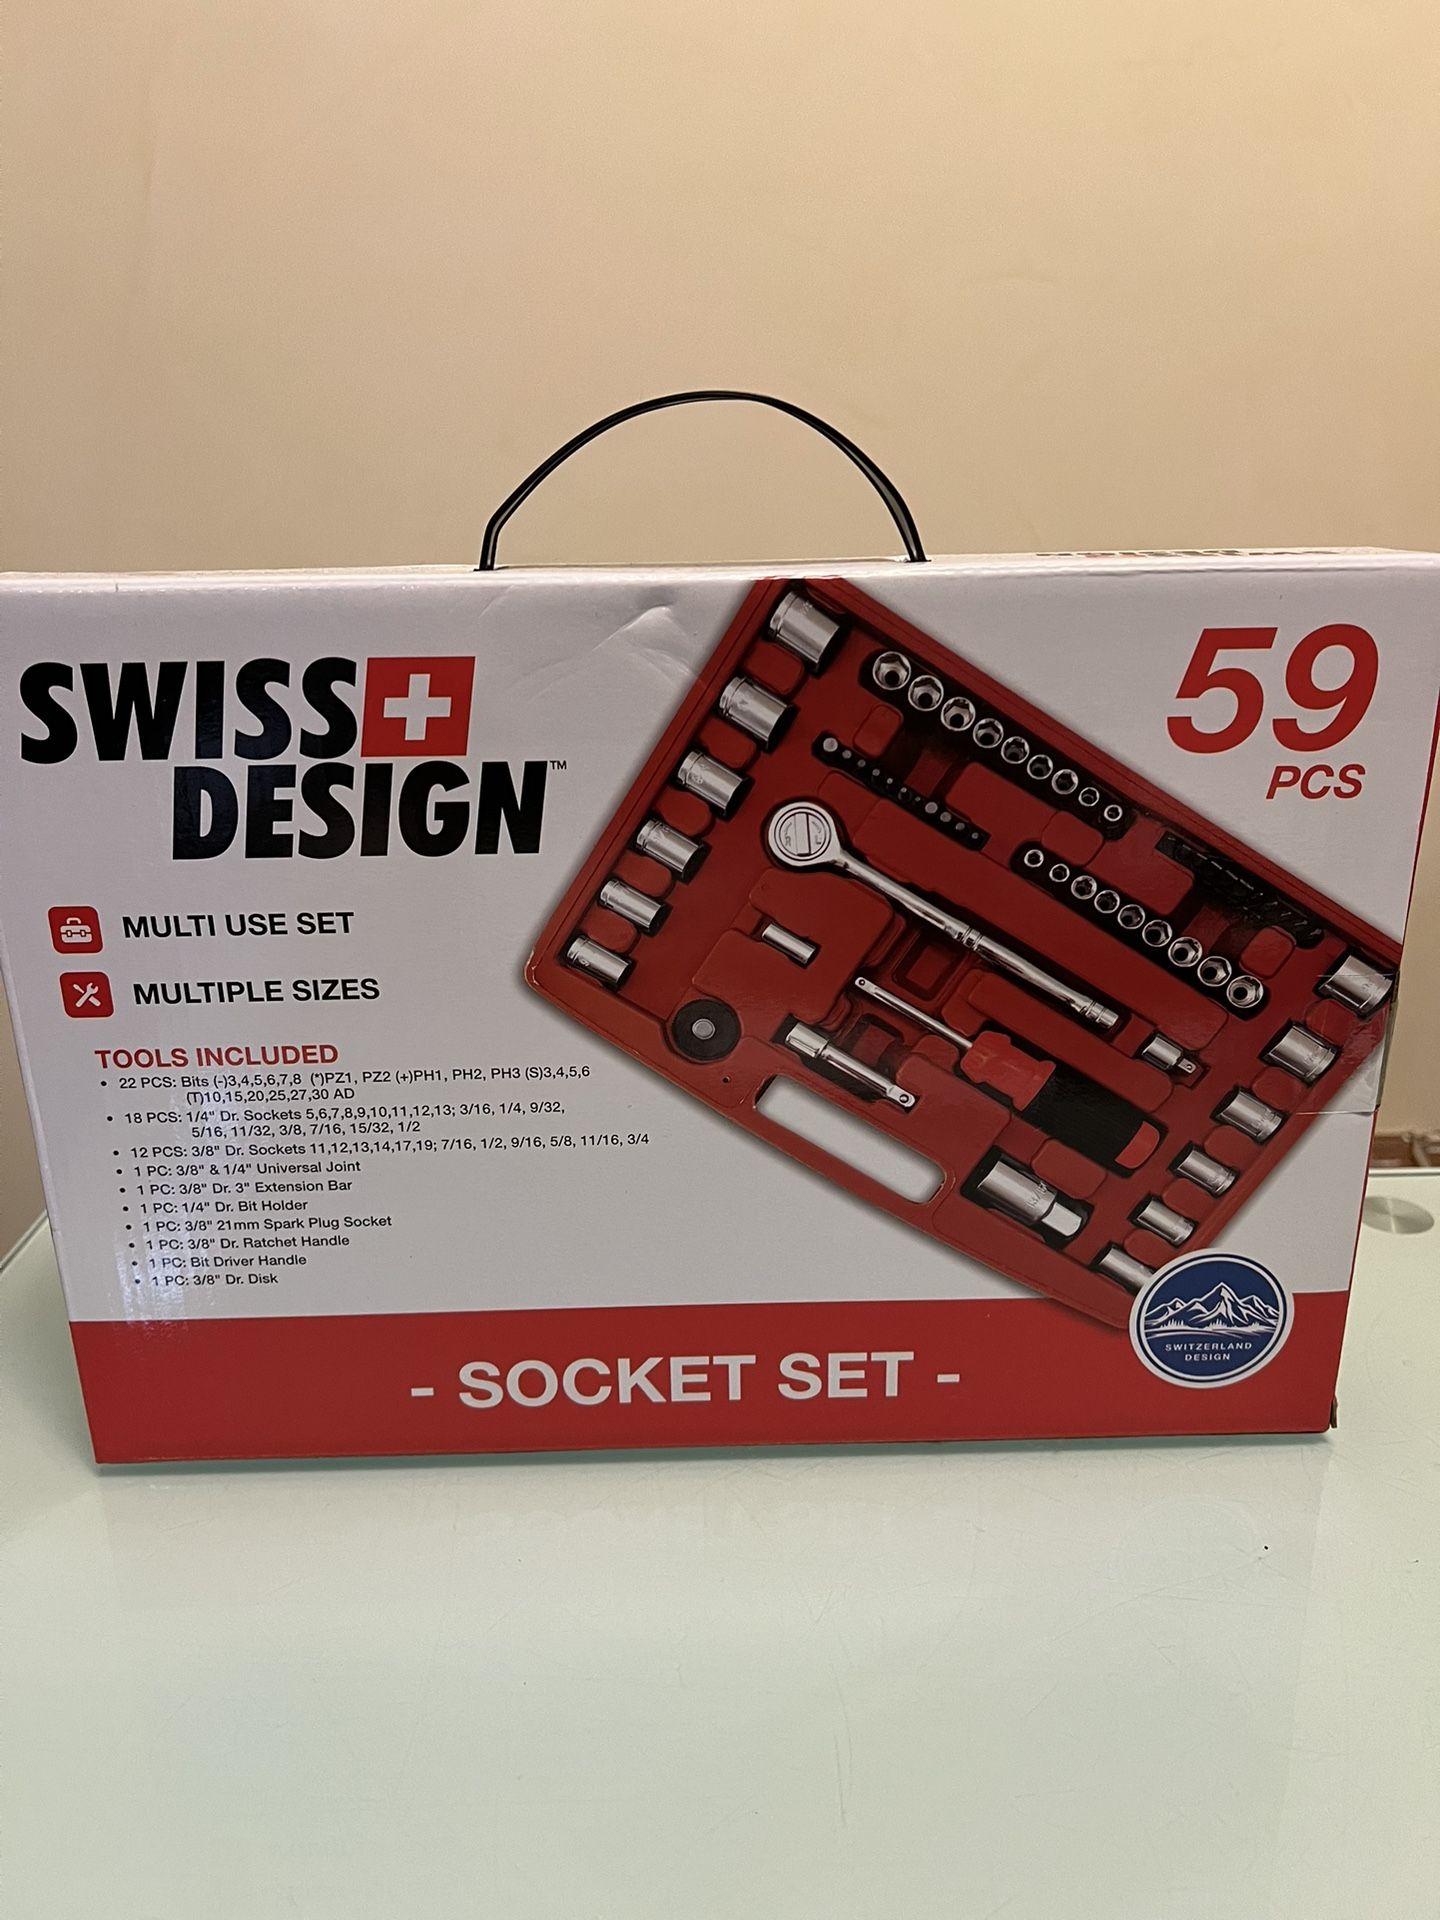 SWISS
DESIGN™
59
PCS
MULTI USE SET
MULTIPLE SIZES
TOOLS INCLUDED
• 22 PCS: Bits (-)3,4,5,6,7,8 (*)PZ1, PZ2 (+)PH1, PH2, PH3 (S)3,4,5,6
(T)10,15,20,25,27,30 AD
• 18 PCS: 1/4" Dr. Sockets 5,6,7,8,9,10,11,12,13; 3/16, 1/4, 9/32,
5/16, 11/32, 3/8, 7/16, 15/32, 1/2
• 12 PCS: 3/8" Dr. Sockets 11,12,13,14,17,19; 7/16, 1/2, 9/16, 5/8, 11/16, 3/4
• 1 PC: 3/8" & 1/4" Universal Joint
• 1 PC: 3/8" Dr. 3" Extension Bar
• 1 PC: 1/4" Dr. Bit Holder
• 1 PC: 3/8" 21mm Spark Plug Socket
• 1 PC: 3/8" Dr. Ratchet Handle
• 1 PC: Bit Driver Handle
• 1 PC: 3/8" Dr. Disk
SWITZERLAND
DESIGN
- SOCKET SET -